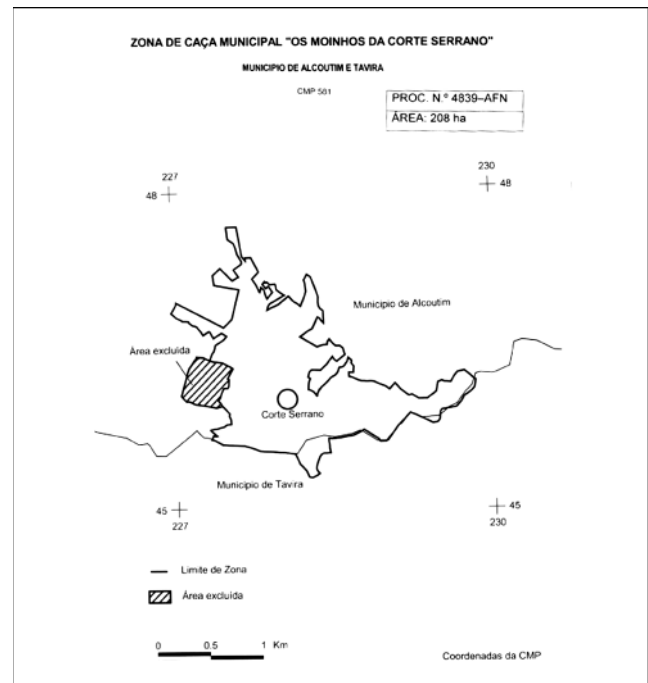 ZONA DE CAÇA MUNICIPAL "OS MOINHOS DA CORTE SERRANO"
MUNICIPIO DE ALCOUTIM E TAVIRA
CMP 581
PROC. N.º 4839–AFN
ÁREA: 208 ha
227
48
230
48
Municipio de Alcoutim
Área excluída
Corte Serrano
Municipio de Tavira
45
227
45
230
Limite de Zona
Área excluída
0 0.5 1 Km
Coordenadas da CMP